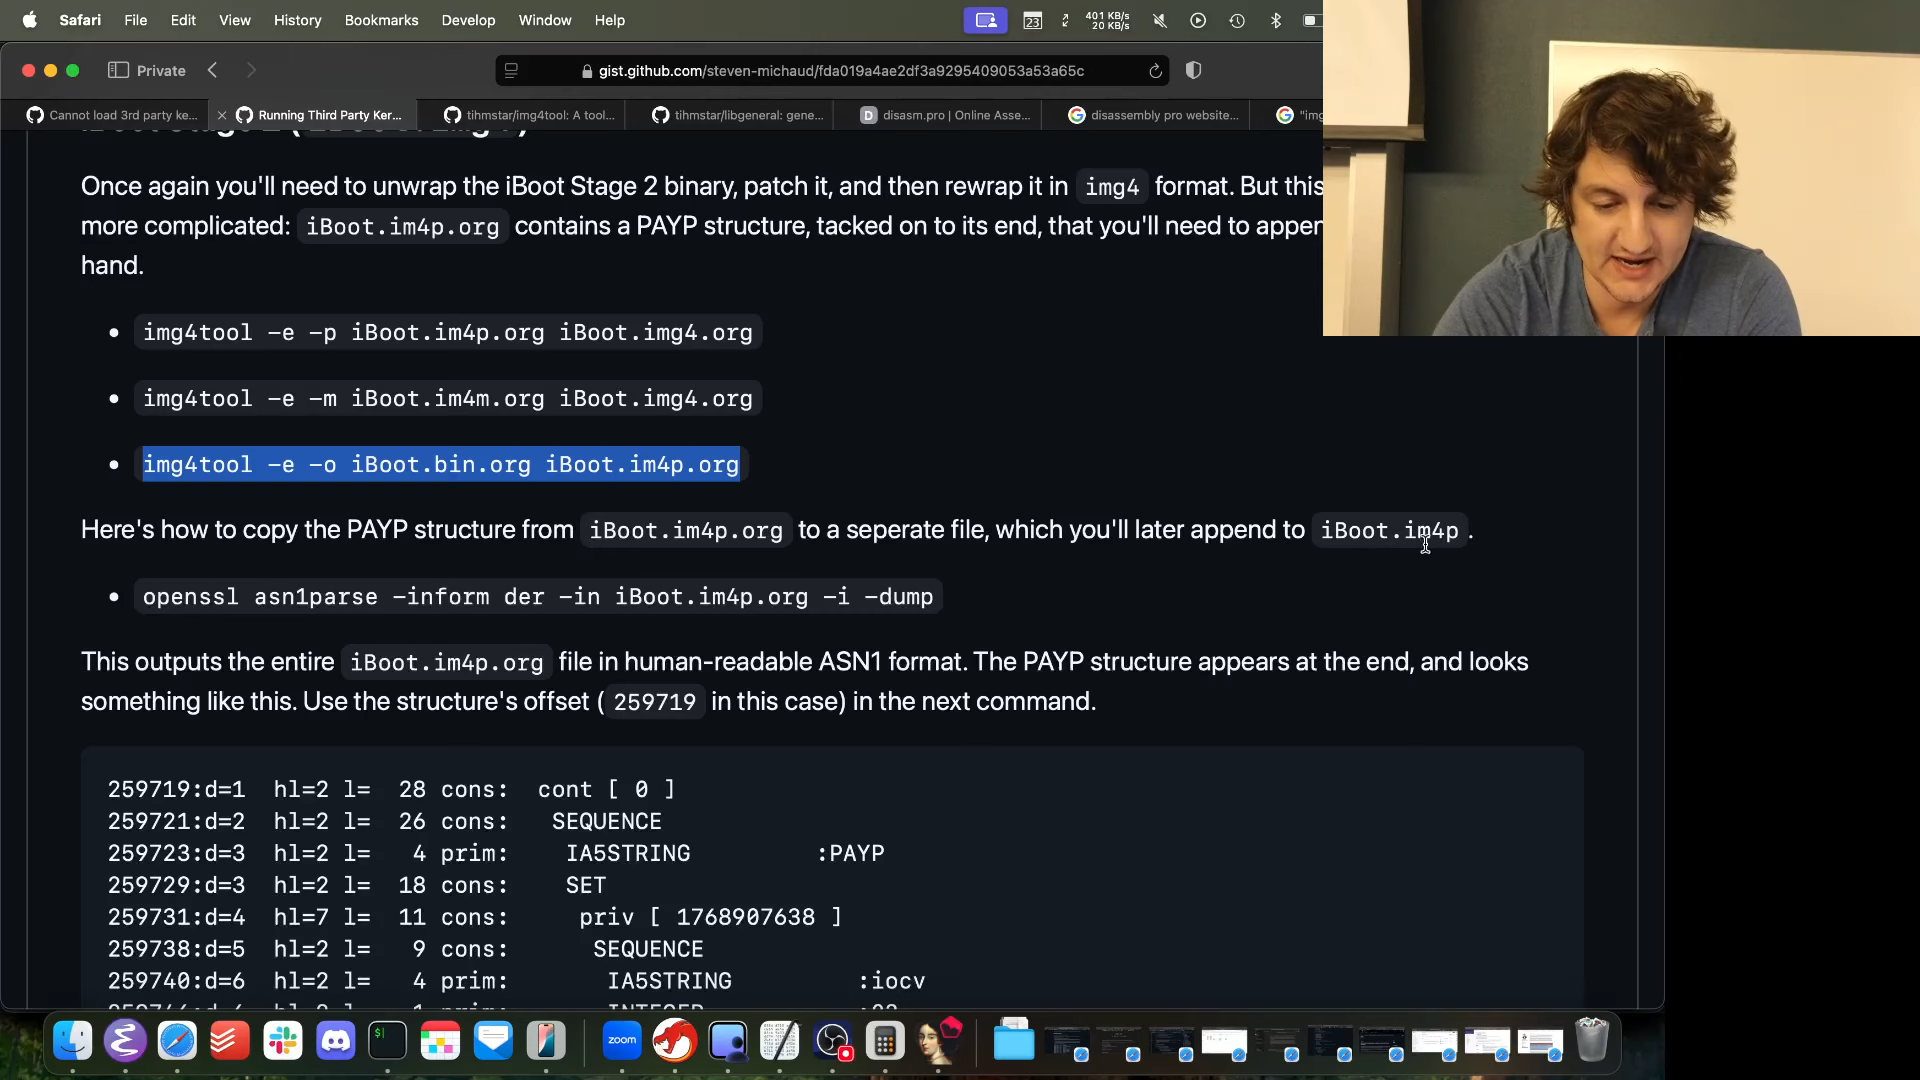 Safari File Edit View History Bookmarks Develop Window Help
23
401 KB/s
20 KB/s
Private
gist.github.com/steven-michaud/fda019a4ae2df3a9295409053a53a65c
Cannot load 3rd party ke...
Running Third Party Ker...
tihmstar/img4tool: A tool...
tihmstar/libgeneral: gene...
D
disasm.pro | Online Asse...
disassembly pro website...
"img
Once again you'll need to unwrap the iBoot Stage 2 binary, patch it, and then rewrap it in img4 format. But this
more complicated: iBoot.im4p.org contains a PAYP structure, tacked on to its end, that you'll need to appen
hand.
• img4tool -e -p iBoot.im4p.org iBoot.img4.org
• img4tool -e -m iBoot.im4m.org iBoot.img4.org
• img4tool -e -o iBoot.bin.org iBoot.im4p.org
Here's how to copy the PAYP structure from iBoot.im4p.org to a seperate file, which you'll later append to iBoot.im4p .
• openssl asn1parse -inform der -in iBoot.im4p.org -i -dump
This outputs the entire iBoot.im4p.org file in human-readable ASN1 format. The PAYP structure appears at the end, and looks
something like this. Use the structure's offset ( 259719 in this case) in the next command.
259719:d=1 hl=2 l= 28 cons: cont [ 0 ]
259721:d=2 hl=2 l= 26 cons: SEQUENCE
259723:d=3 hl=2 l= 4 prim: IA5STRING :PAYP
259729:d=3 hl=2 l= 18 cons: SET
259731:d=4 hl=7 l= 11 cons: priv [ 1768907638 ]
259738:d=5 hl=2 l= 9 cons: SEQUENCE
259740:d=6 hl=2 l= 4 prim: IA5STRING :iocv
zoom